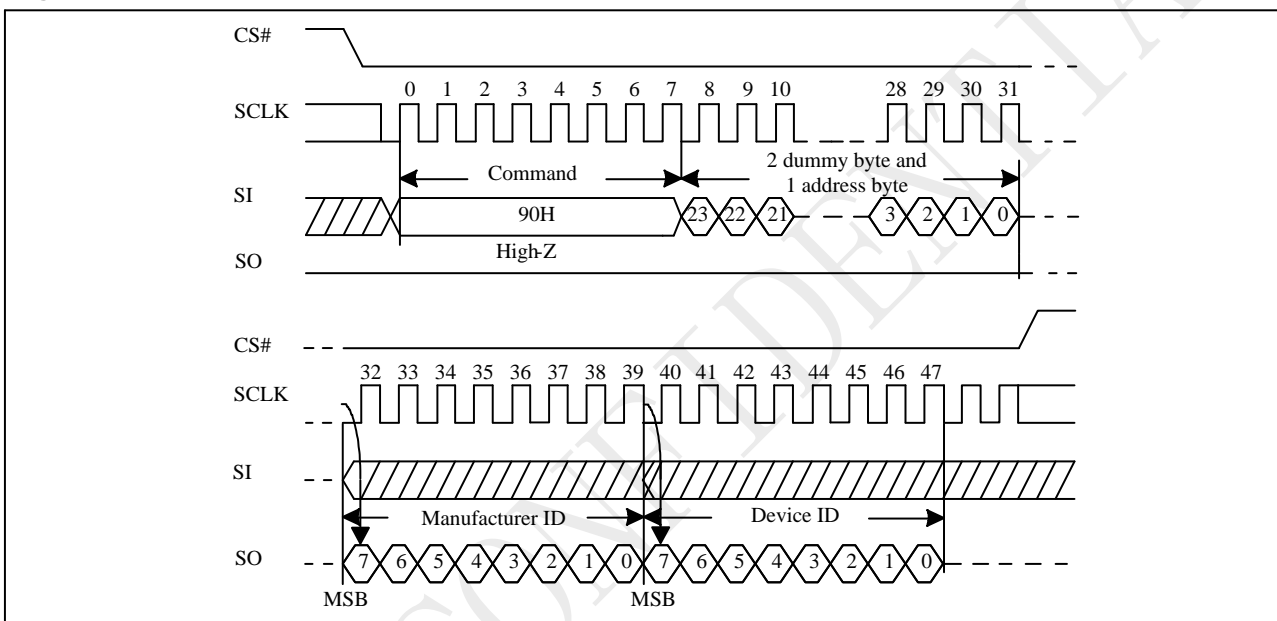 CS#
0 1 2 3 4 5 6 7 8 9 10 28 29 30 31
SCLK
Command
2 dummy byte and
1 address byte
SI
90H
23 22 21 3 2 1 0
High-Z
SO
CS#
32 33 34 35 36 37 38 39 40 41 42 43 44 45 46 47
SCLK
SI
Manufacturer ID
Device ID
SO
7 6 5 4 3 2 1 0 7 6 5 4 3 2 1 0
MSB
MSB
CONFIDENTIA